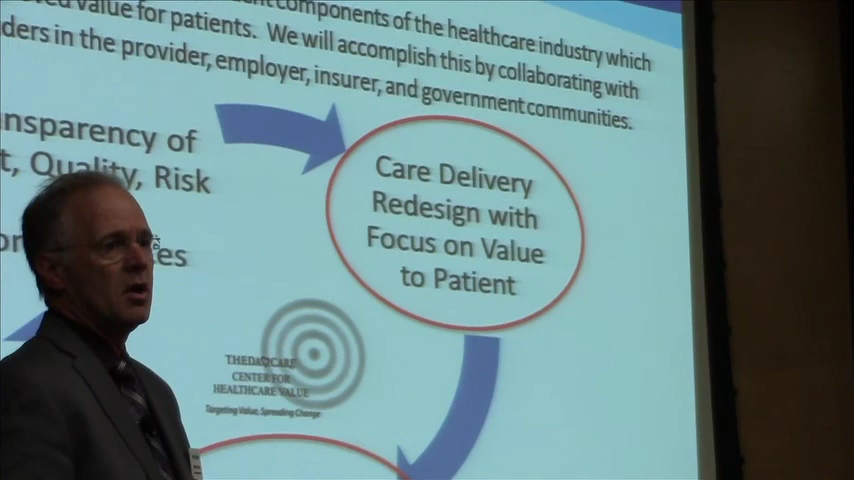 components of the healthcare industry which
value for patients. We will accomplish this by collaborating with
ders in the provider, employer, insurer, and government communities.
nsparency of
t, Quality, Risk
es
Care Delivery
Redesign with
Focus on Value
to Patient
THEDACARE
CENTER FOR
HEALTHCARE VALUE
Targeting Value, Spreading Change